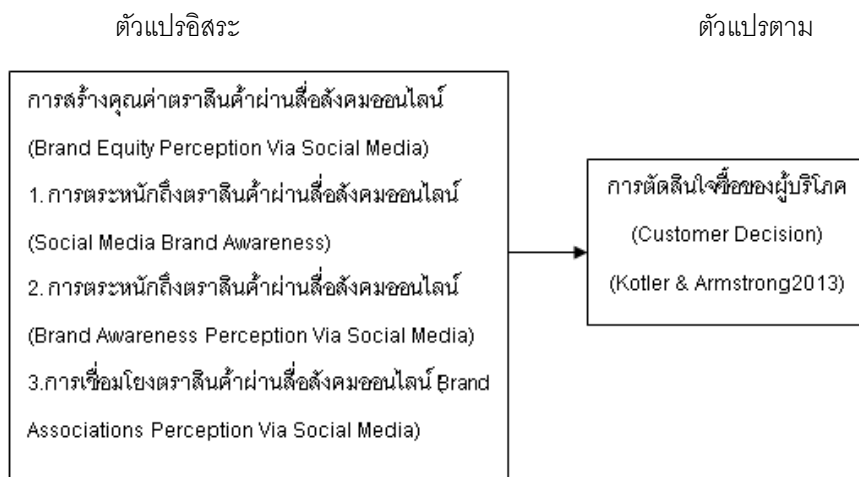 ตัวแปรอิสระ
ตัวแปรตาม
การสร้างคุณค่าตราสินค้าผ่านสื่อสังคมออนไลน์
(Brand Equity Perception Via Social Media)
1. การตระหนักถึงตราสินค้าผ่านสื่อสังคมออนไลน์
(Social Media Brand Awareness)
2. การตระหนักถึงตราสินค้าผ่านสื่อสังคมออนไลน์
(Brand Awareness Perception Via Social Media)
3.การเชื่อมโยงตราสินค้าผ่านสื่อสังคมออนไลน์ (Brand
Associations Perception Via Social Media)
การตัดสินใจซื้อของผู้บริโภค
(Customer Decision)
(Kotler & Armstrong2013)